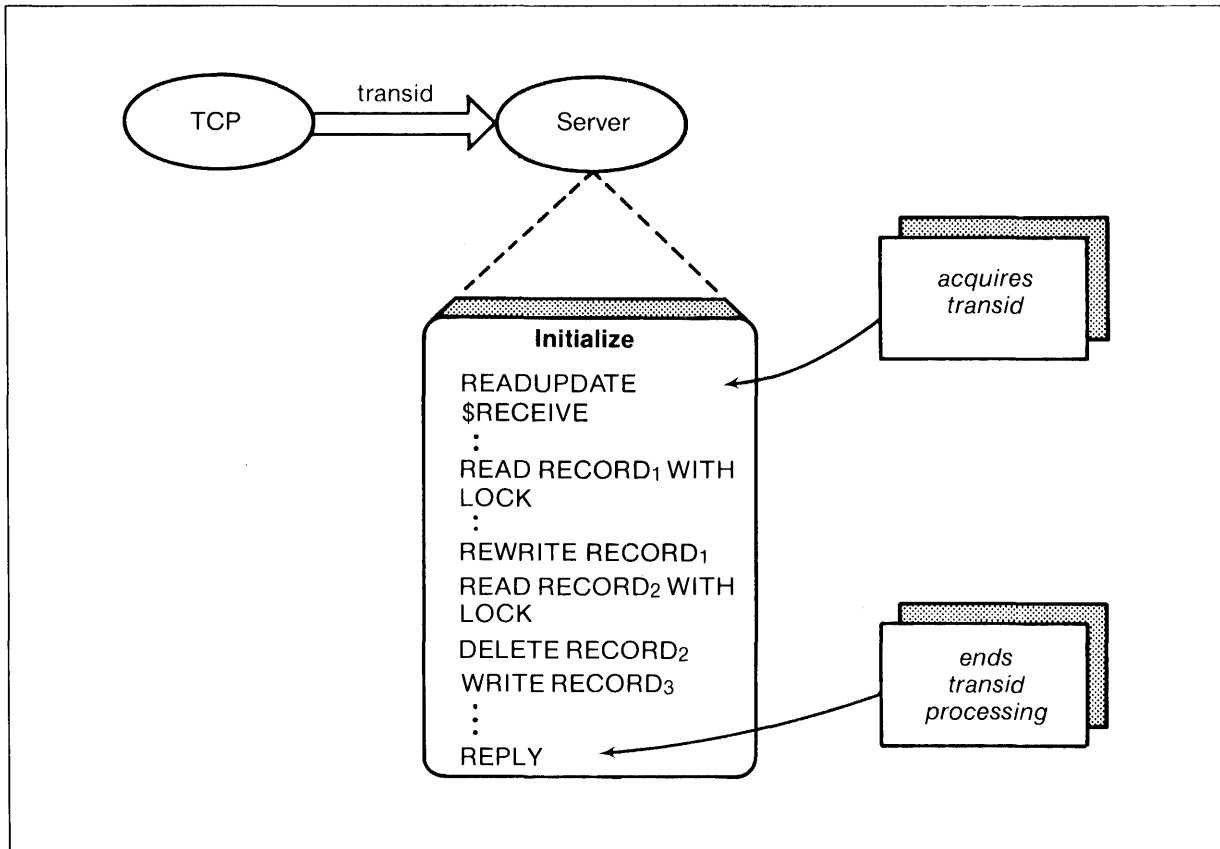 TCP
transid
Server
acquires
transid
Initialize
READUPDATE
$RECEIVE
READ RECORD₁ WITH
LOCK
REWRITE RECORD₁
READ RECORD₂ WITH
LOCK
DELETE RECORD₂
WRITE RECORD₃
REPLY
ends
transid
processing